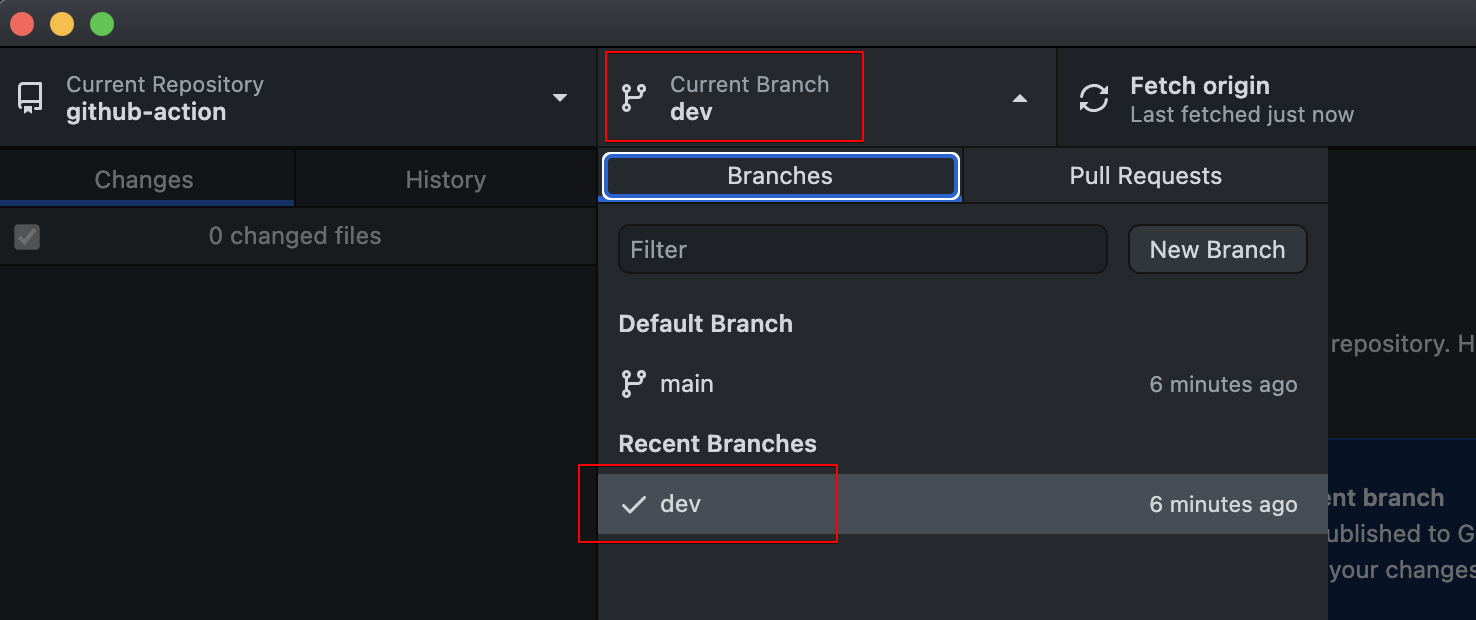 Current Repository
github-action
Current Branch
dev
Fetch origin
Last fetched just now
Changes
History
0 changed files
Branches
Pull Requests
Filter
New Branch
Default Branch
main
6 minutes ago
Recent Branches
dev
6 minutes ago
repository. H
ent branch
ublished to G
your changes